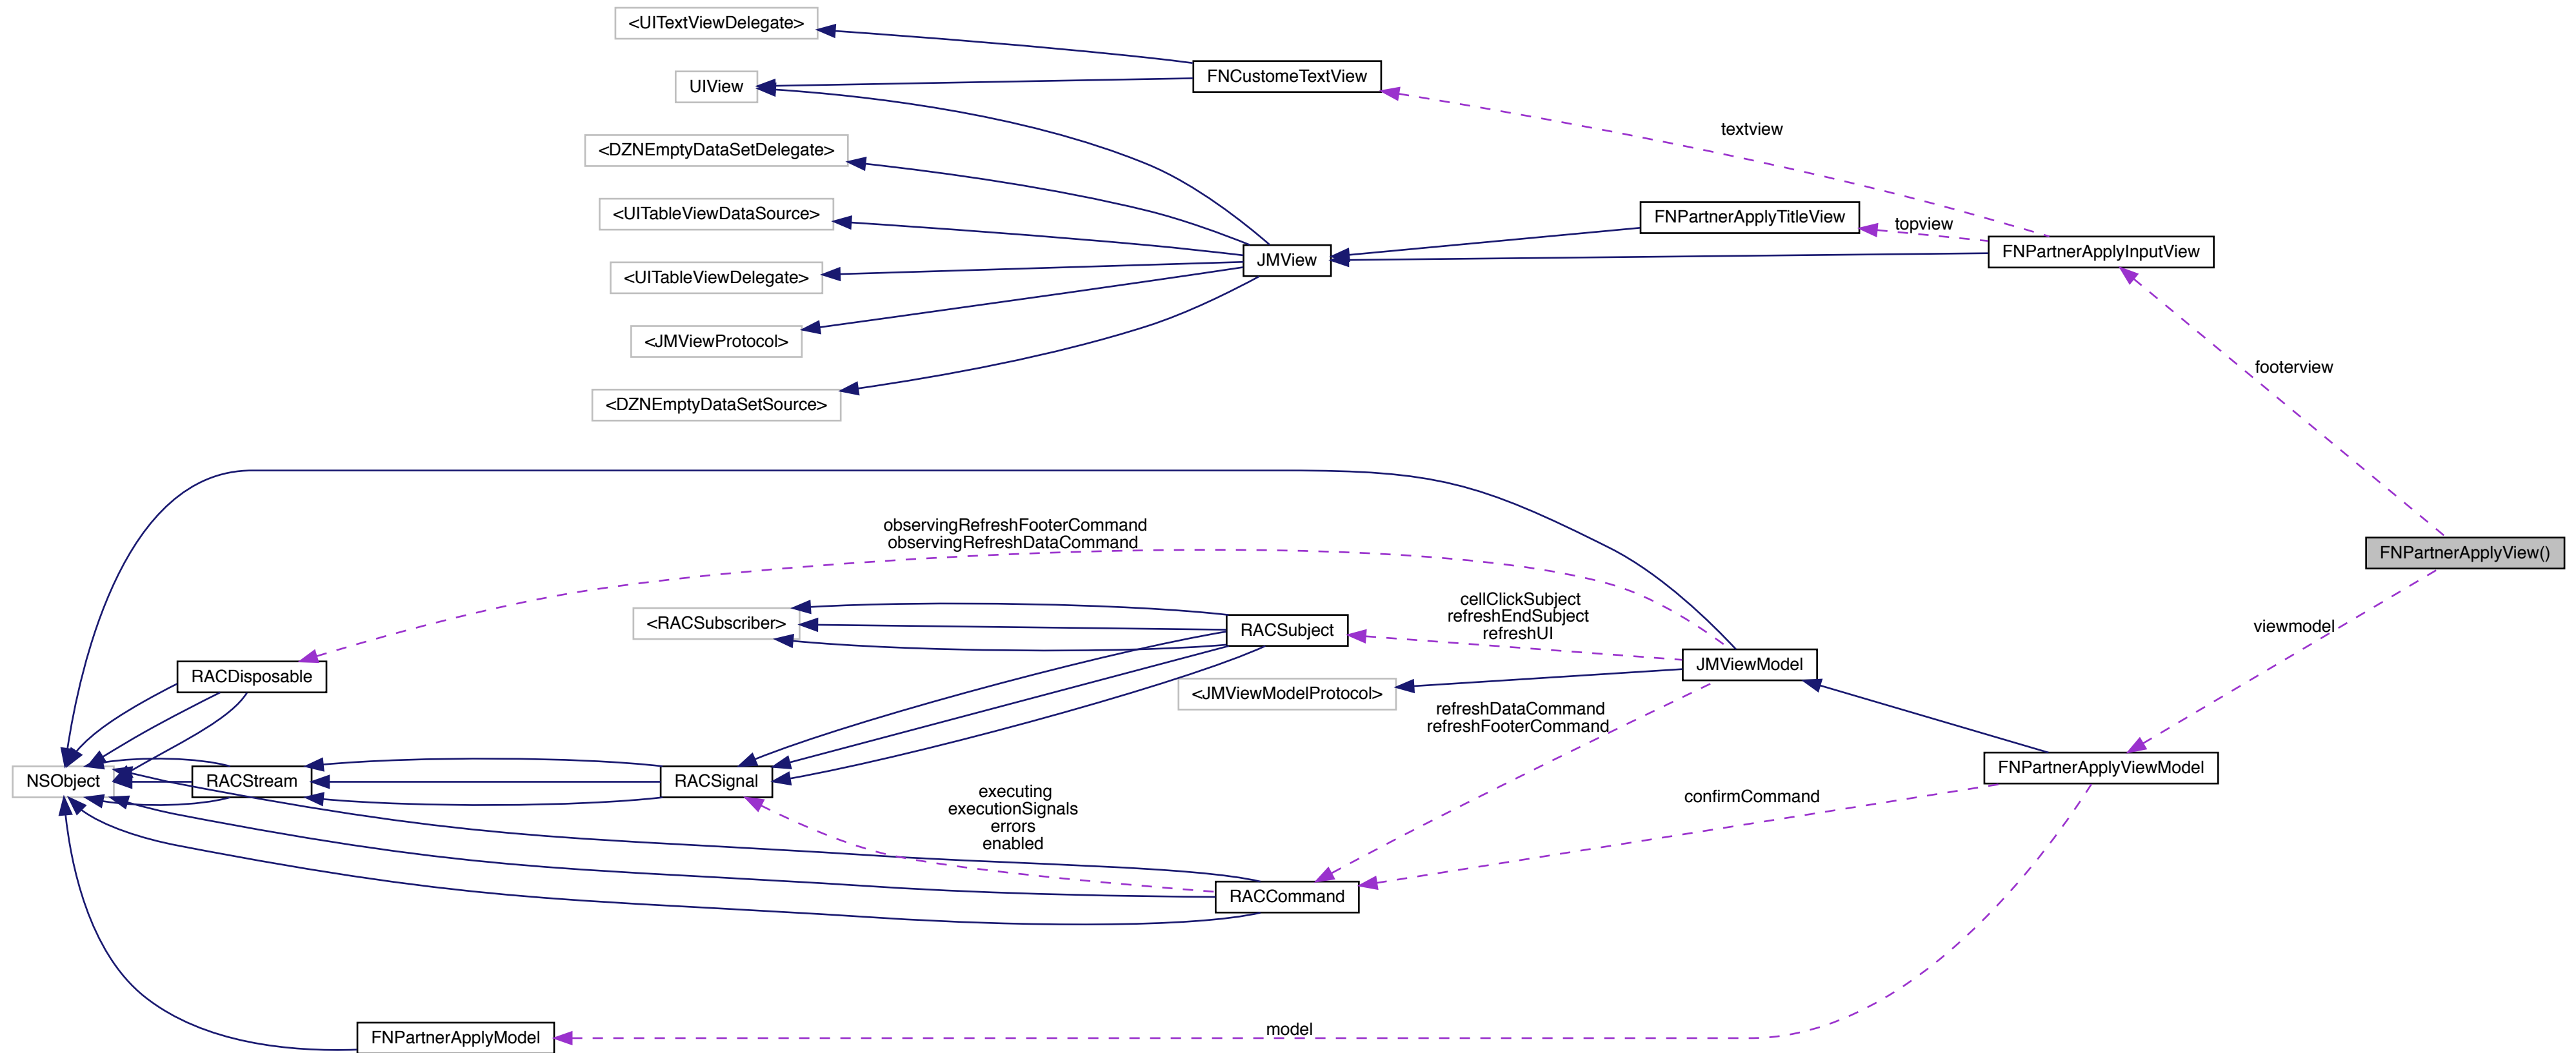 <UITextViewDelegate>
UIView
FNCustomeTextView
<DZNEmptyDataSetDelegate>
textview
<UITableViewDataSource>
FNPartnerApplyTitleView
topview
JMView
FNPartnerApplyInputView
<UITableViewDelegate>
<JMViewProtocol>
footerview
<DZNEmptyDataSetSource>
observingRefreshFooterCommand
observingRefreshDataCommand
FNPartnerApplyView()
cellClickSubject
refreshEndSubject
refreshUI
<RACSubscriber>
RACSubject
viewmodel
RACDisposable
JMViewModel
<JMViewModelProtocol>
refreshDataCommand
refreshFooterCommand
NSObject
RACStream
RACSignal
FNPartnerApplyViewModel
executing
executionSignals
errors
enabled
confirmCommand
RACCommand
FNPartnerApplyModel
model